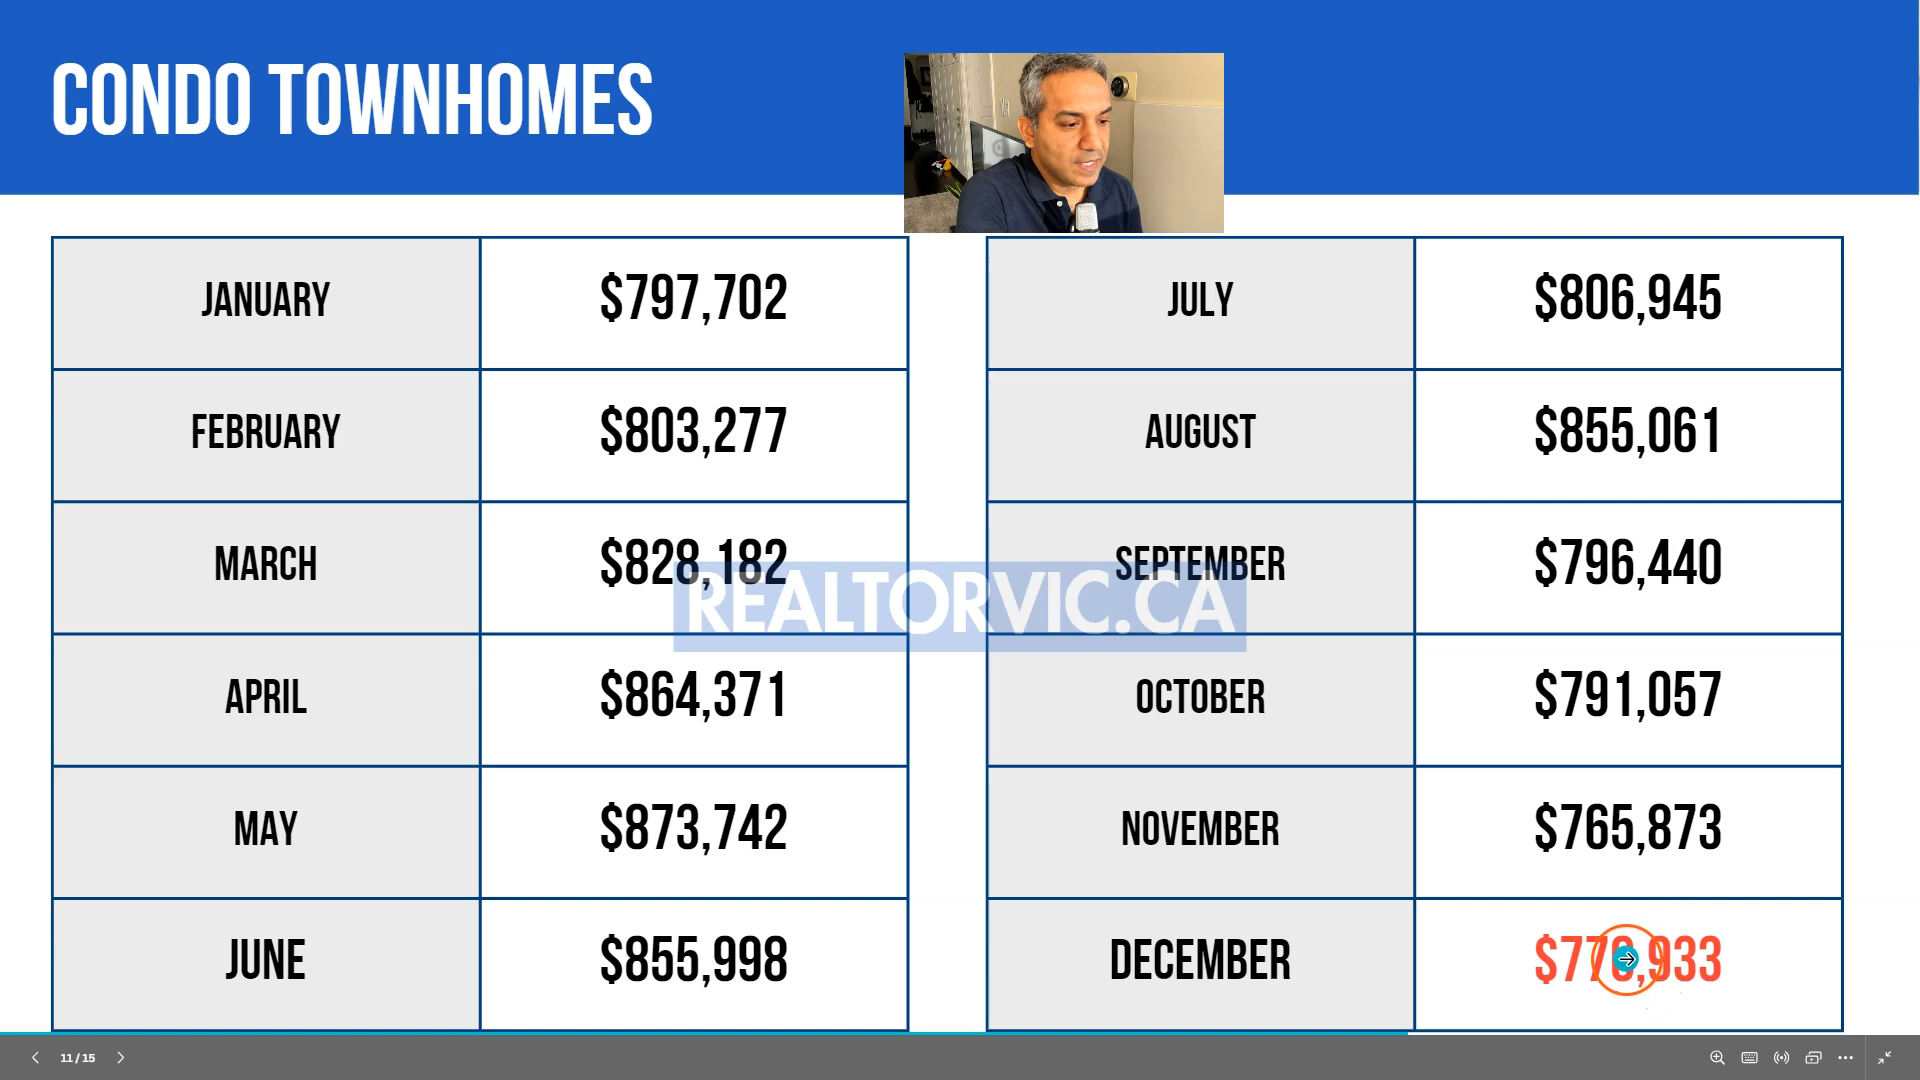 CONDO TOWNHOMES
JANUARY $797,702
FEBRUARY $803,277
MARCH $828,182
APRIL $864,371
MAY $873,742
JUNE $855,998
JULY $806,945
AUGUST $855,061
SEPTEMBER $796,440
OCTOBER $791,057
NOVEMBER $765,873
DECEMBER
REALTORVIC.CA
11 / 15